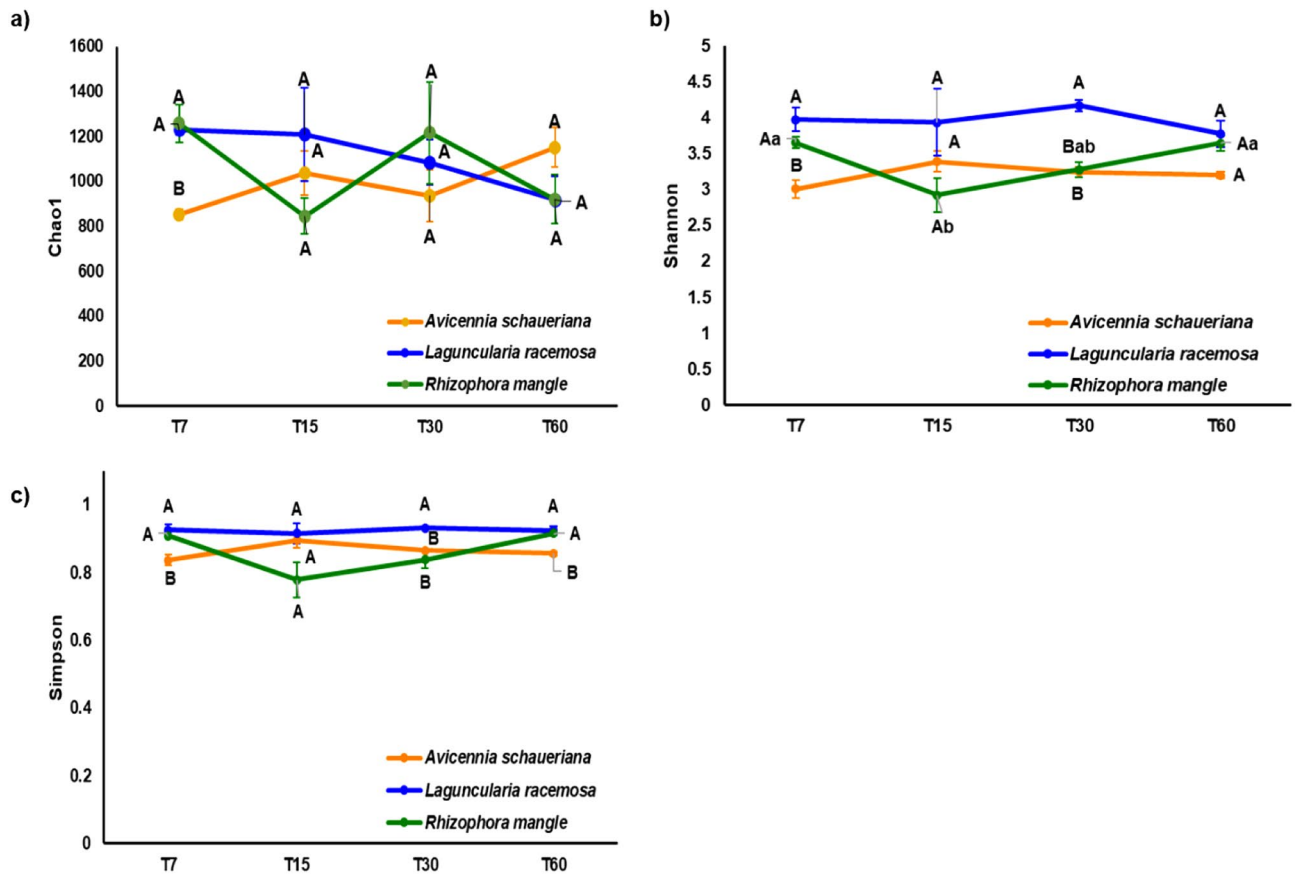 a)
1600
1400
1200
1000
800
600
400
200
0
Chao1
A
A
B
A
A
A
A
A
A
A
A
A
Avicennia schaueriana
Laguncularia racemosa
Rhizophora mangle
T7
T15
T30
T60
b)
5
4.5
4
3.5
3
2.5
2
1.5
1
0.5
0
Shannon
A
Aa
B
A
A
Ab
A
Bab
B
A
Aa
A
Avicennia schaueriana
Laguncularia racemosa
Rhizophora mangle
T7
T15
T30
T60
c)
1
0.8
0.6
0.4
0.2
0
Simpson
A
A
B
A
A
A
A
B
B
A
A
B
Avicennia schaueriana
Laguncularia racemosa
Rhizophora mangle
T7
T15
T30
T60